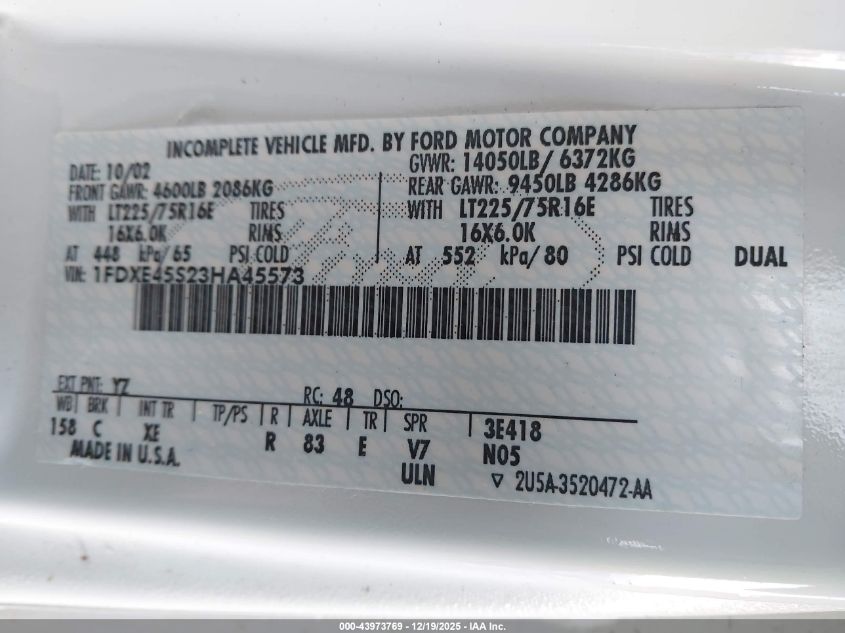 INCOMPLETE VEHICLE MFD. BY FORD MOTOR COMPANY
DATE: 10/02 GVWR: 14050LB/ 6372KG
FRONT GAWR: 4600LB 2086KG REAR GAWR: 9450LB 4286KG
WITH LT225/75R16E TIRES WITH LT225/75R16E TIRES
16X6.0K RIMS 16X6.0K RIMS
AT 448 kPa/65 PSI COLD AT 552 kPa/80 PSI COLD DUAL
VIN: 1FDXE45S23HA45573
EXT PNT: YZ RC: 48 DSO:
WB BRK INT TR TP/PS R AXLE TR SPR 3E418
158 C XE R 83 E V7 N05
MADE IN U.S.A. ULN ▽ 2U5A-3520472-AA
000-43973769 - 12/19/2025 - IAA Inc.